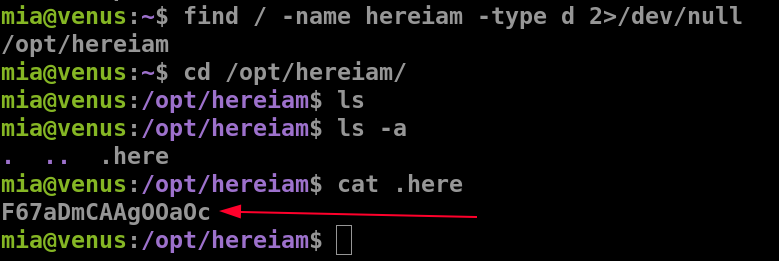 mia@venus:~$ find / -name hereiam -type d 2>/dev/null
/opt/hereiam
mia@venus:~$ cd /opt/hereiam/
mia@venus:/opt/hereiam$ ls
mia@venus:/opt/hereiam$ ls -a
.  ..  .here
mia@venus:/opt/hereiam$ cat .here
F67aDmCAAgOOaOc
mia@venus:/opt/hereiam$